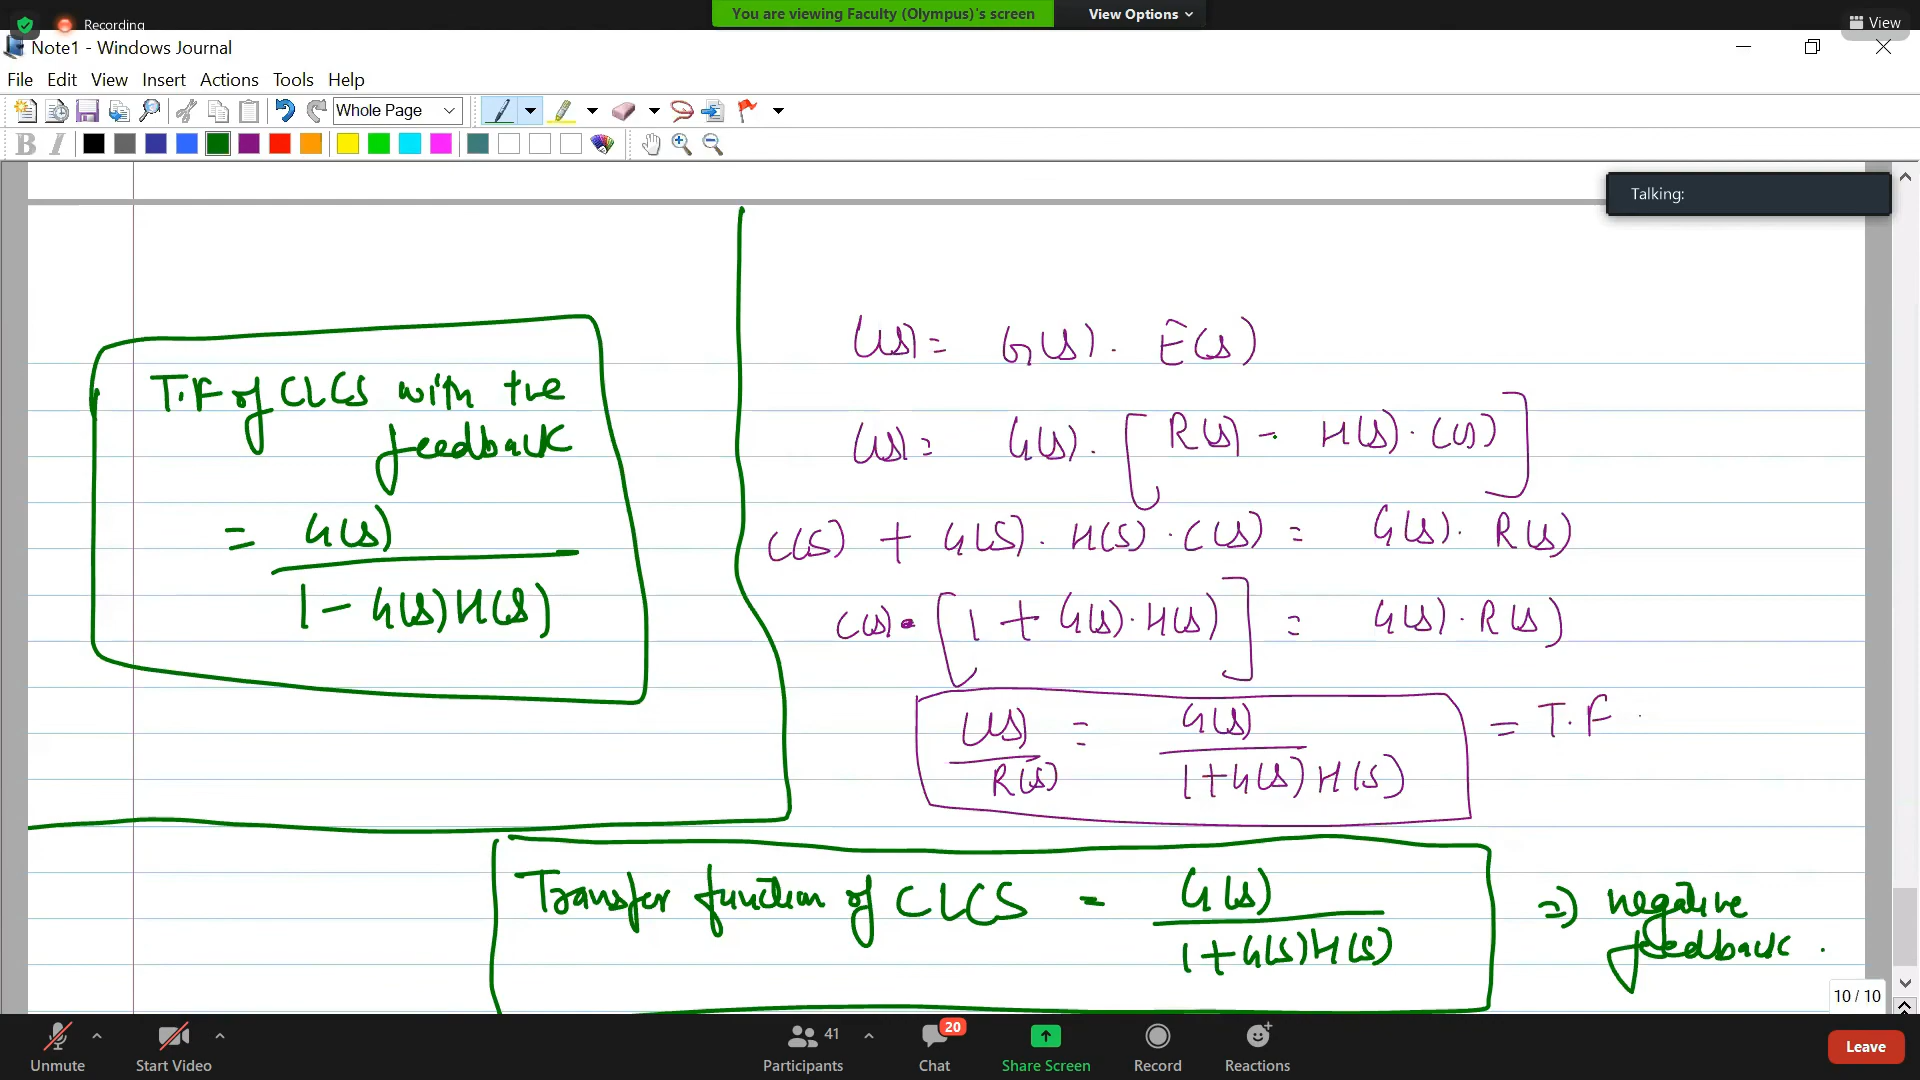 Recording
You are viewing Faculty (Olympus)'s screen
View Options
View
Note1 - Windows Journal
File Edit View Insert Actions Tools Help
Whole Page
B I
Talking:
T.F of CLCS with +ve
feedback
= G(s)
1 - G(s)H(s)
C(s) = G(s) . E(s)
C(s) = G(s) . [ R(s) - H(s) . C(s) ]
C(s) + G(s) . H(s) . C(s) = G(s) . R(s)
C(s) . [ 1 + G(s) . H(s) ] = G(s) . R(s)
C(s) = G(s) = T.F
R(s) 1+G(s)H(s)
Transfer function of CLCS = G(s) ⇒ negative
1+G(s)H(s) feedback.
10 / 10
41
20
Unmute
Start Video
Participants
Chat
Share Screen
Record
Reactions
Leave